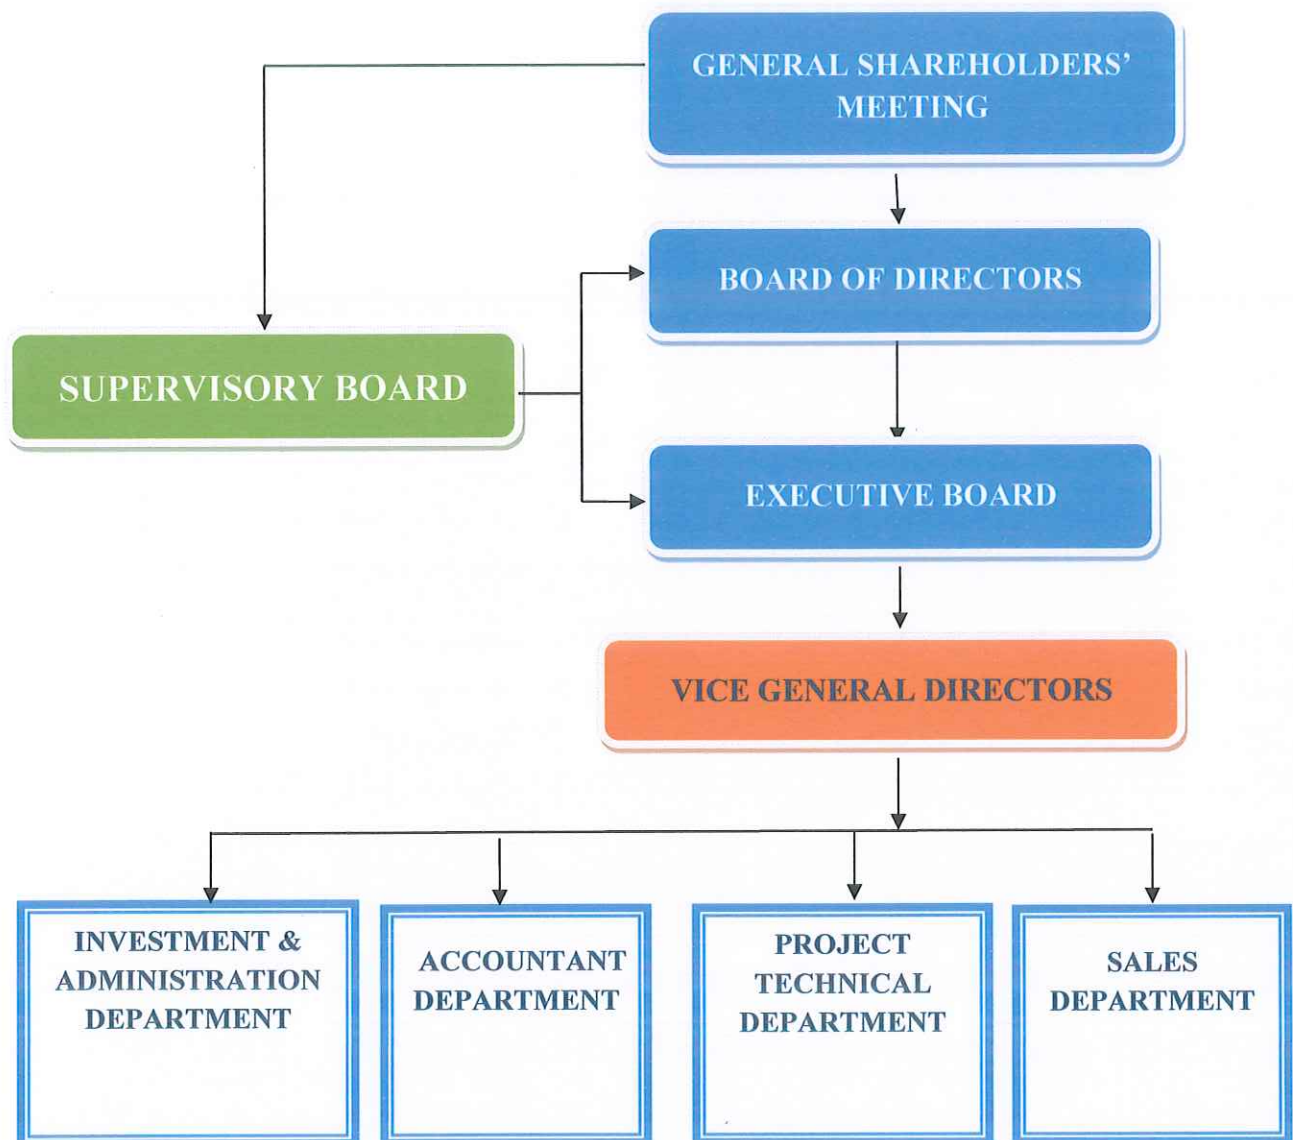 GENERAL SHAREHOLDERS'
MEETING
BOARD OF DIRECTORS
SUPERVISORY BOARD
EXECUTIVE BOARD
VICE GENERAL DIRECTORS
INVESTMENT &
ADMINISTRATION
DEPARTMENT
ACCOUNTANT
DEPARTMENT
PROJECT
TECHNICAL
DEPARTMENT
SALES
DEPARTMENT